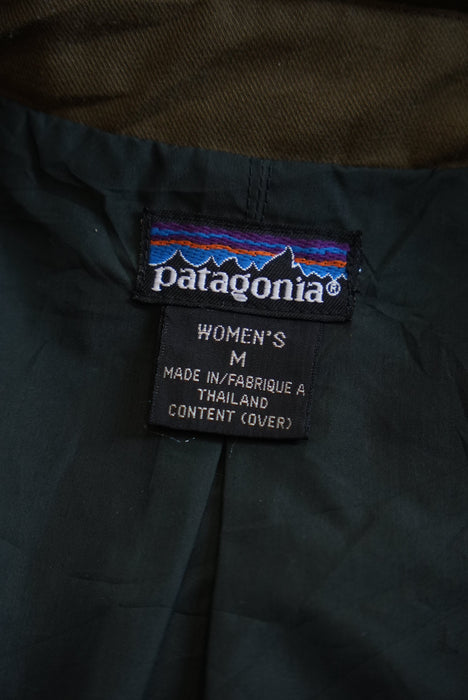 patagonia®
WOMEN'S
M
MADE IN/FABRIQUE A
THAILAND
CONTENT (OVER)